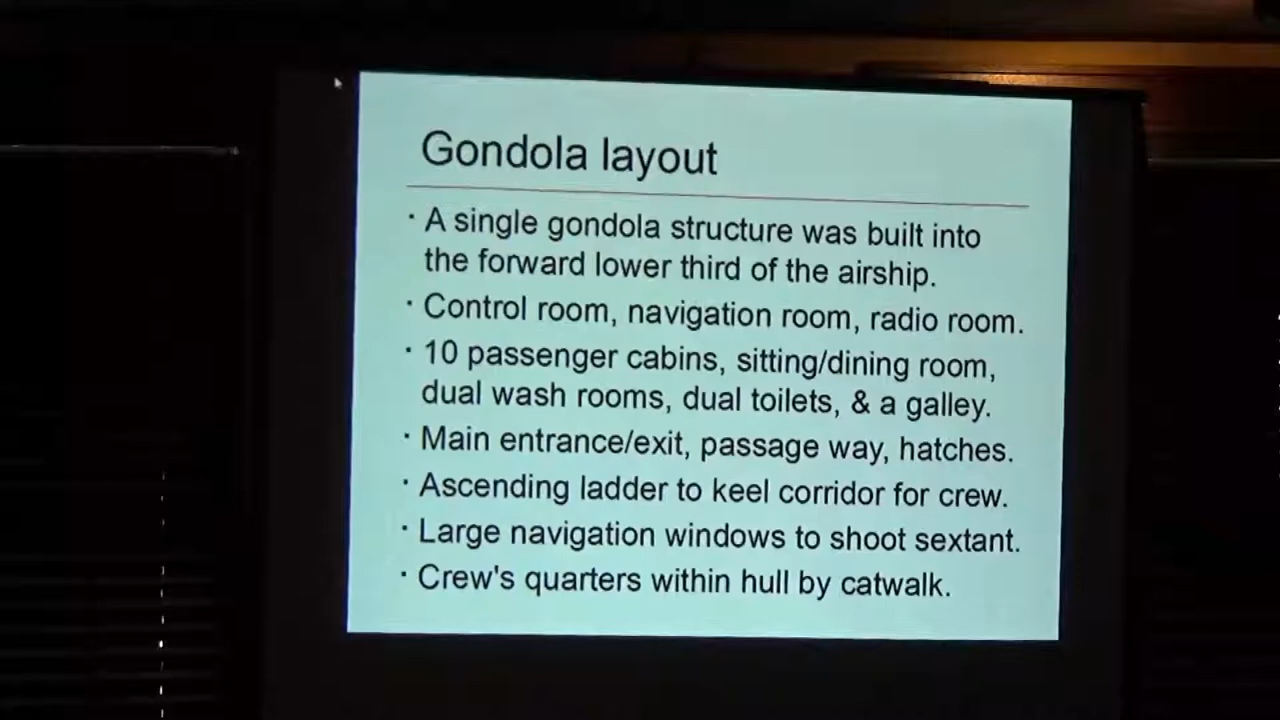 Gondola layout
· A single gondola structure was built into
the forward lower third of the airship.
· Control room, navigation room, radio room.
· 10 passenger cabins, sitting/dining room,
dual wash rooms, dual toilets, & a galley.
· Main entrance/exit, passage way, hatches.
· Ascending ladder to keel corridor for crew.
· Large navigation windows to shoot sextant.
· Crew's quarters within hull by catwalk.